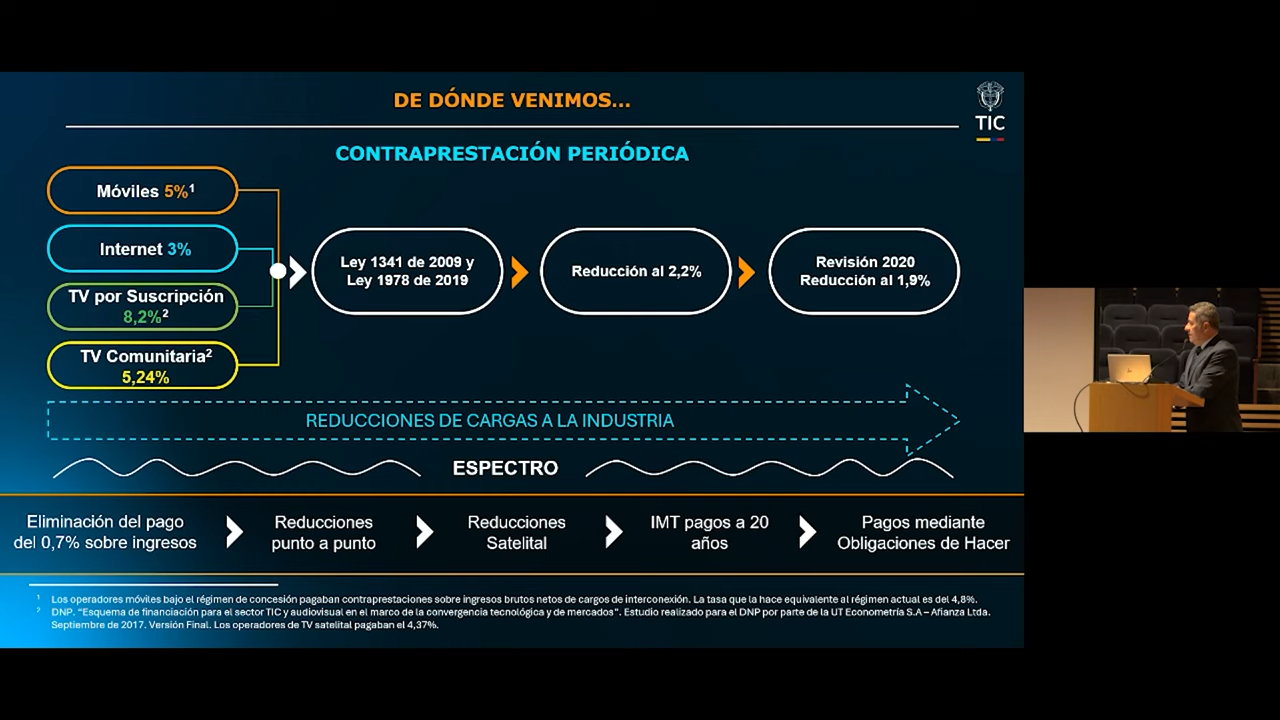 DE DÓNDE VENIMOS...
TIC
CONTRAPRESTACIÓN PERIÓDICA
Móviles 5%¹
Internet 3%
TV por Suscripción
8,2%²
TV Comunitaria²
5,24%
Ley 1341 de 2009 y
Ley 1978 de 2019
Reducción al 2,2%
Revisión 2020
Reducción al 1,9%
REDUCCIONES DE CARGAS A LA INDUSTRIA
ESPECTRO
Eliminación del pago
del 0,7% sobre ingresos
Reducciones
punto a punto
Reducciones
Satelital
IMT pagos a 20
años
Pagos mediante
Obligaciones de Hacer
¹ Los operadores móviles bajo el régimen de concesión pagaban contraprestaciones sobre ingresos brutos netos de cargos de interconexión. La tasa que la hace equivalente al régimen actual es del 4,8%.
² DNP. “Esquema de financiación para el sector TIC y audiovisual en el marco de la convergencia tecnológica y de mercados”. Estudio realizado para el DNP por parte de la UT Econometría S.A – Afianza Ltda.
Septiembre de 2017. Versión Final. Los operadores de TV satelital pagaban el 4,37%.